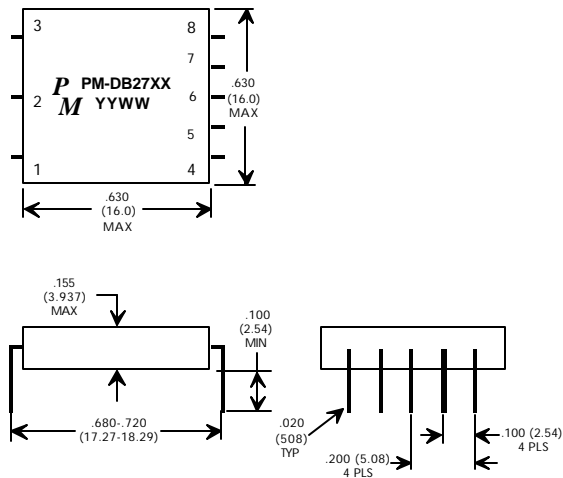 3
8
7
P PM-DB27XX
M YYWW
2
6
5
1
4
.630
(16.0)
MAX
.630
(16.0)
MAX
.155
(3.937)
MAX
.100
(2.54)
MIN
.680-.720
(17.27-18.29)
.020
(508)
TYP
.100 (2.54)
4 PLS
.200 (5.08)
4 PLS